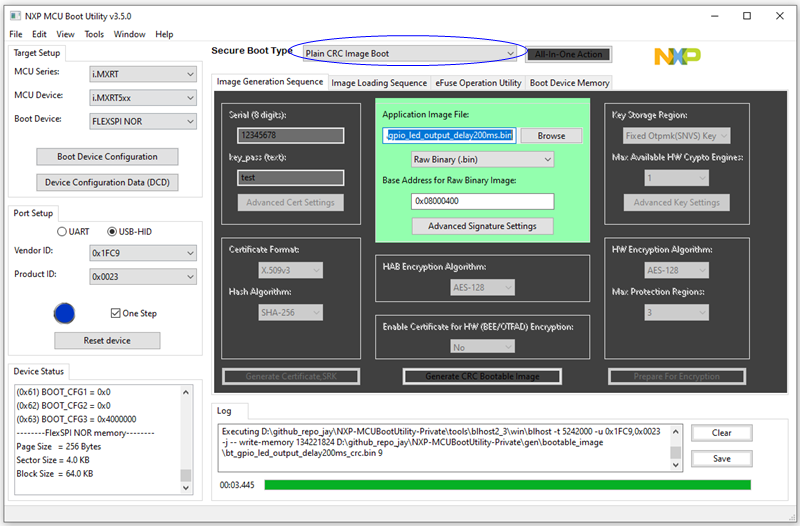 NXP MCU Boot Utility v3.5.0
File Edit View Tools Window Help
Target Setup
MCU Series: i.MXRT
MCU Device: i.MXRT5xx
Boot Device: FLEXSPI NOR
Boot Device Configuration
Device Configuration Data (DCD)
Port Setup
UART USB-HID
Vendor ID: 0x1FC9
Product ID: 0x0023
One Step
Reset device
Device Status
(0x61) BOOT_CFG1 = 0x0
(0x62) BOOT_CFG2 = 0x0
(0x63) BOOT_CFG3 = 0x4000000
--------FlexSPI NOR memory--------
Page Size = 256 Bytes
Sector Size = 4.0 KB
Block Size = 64.0 KB
Secure Boot Type Plain CRC Image Boot All-In-One Action
NXP
Image Generation Sequence Image Loading Sequence eFuse Operation Utility Boot Device Memory
Serial (8 digits):
12345678
key_pass (text):
test
Advanced Cert Settings
Certificate Format:
X.509v3
Hash Algorithm:
SHA-256
Generate Certificate,SRK
Application Image File:
gpio_led_output_delay200ms.bin Browse
Raw Binary (.bin)
Base Address for Raw Binary Image:
0x08000400
Advanced Signature Settings
HAB Encryption Algorithm:
AES-128
Enable Certificate for HW (BEE/OTFAD) Encryption:
No
Generate CRC Bootable Image
Key Storage Region:
Fixed Otpmk(SNVS) Key
Max Available HW Crypto Engines:
1
Advanced Key Settings
HW Encryption Algorithm:
AES-128
Max Protection Regions:
3
Prepare For Encryption
Log
Executing D:\github_repo_jay\NXP-MCUBootUtility-Private\tools\blhost2_3\win\blhost -t 5242000 -u 0x1FC9,0x0023
-j -- write-memory 134221824 D:\github_repo_jay\NXP-MCUBootUtility-Private\gen\bootable_image
\bt_gpio_led_output_delay200ms_crc.bin 9
Clear
Save
00:03.445